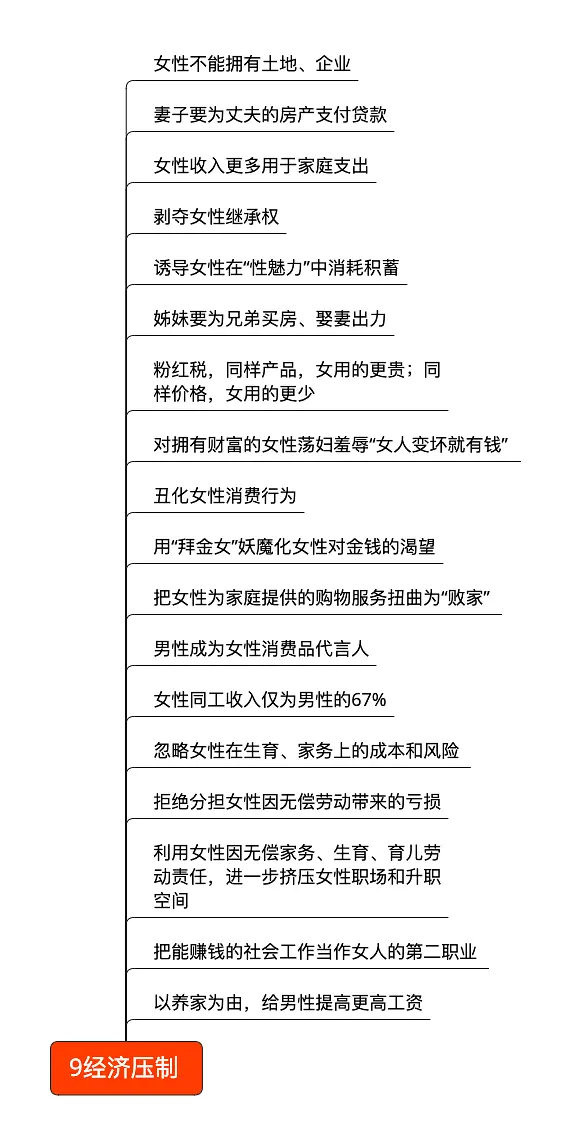 女性不能拥有土地、企业
妻子要为丈夫的房产支付贷款
女性收入更多用于家庭支出
剥夺女性继承权
诱导女性在“性魅力”中消耗积蓄
姊妹要为兄弟买房、娶妻出力
粉红税，同样产品，女用的更贵；同
样价格，女用的更少
对拥有财富的女性荡妇羞辱“女人变坏就有钱”
丑化女性消费行为
用“拜金女”妖魔化女性对金钱的渴望
把女性为家庭提供的购物服务扭曲为“败家”
男性成为女性消费品代言人
女性同工收入仅为男性的67%
忽略女性在生育、家务上的成本和风险
拒绝分担女性因无偿劳动带来的亏损
利用女性因无偿家务、生育、育儿劳
动责任，进一步挤压女性职场和升职
空间
把能赚钱的社会工作当作女人的第二职业
以养家为由，给男性提高更高工资
9经济压制